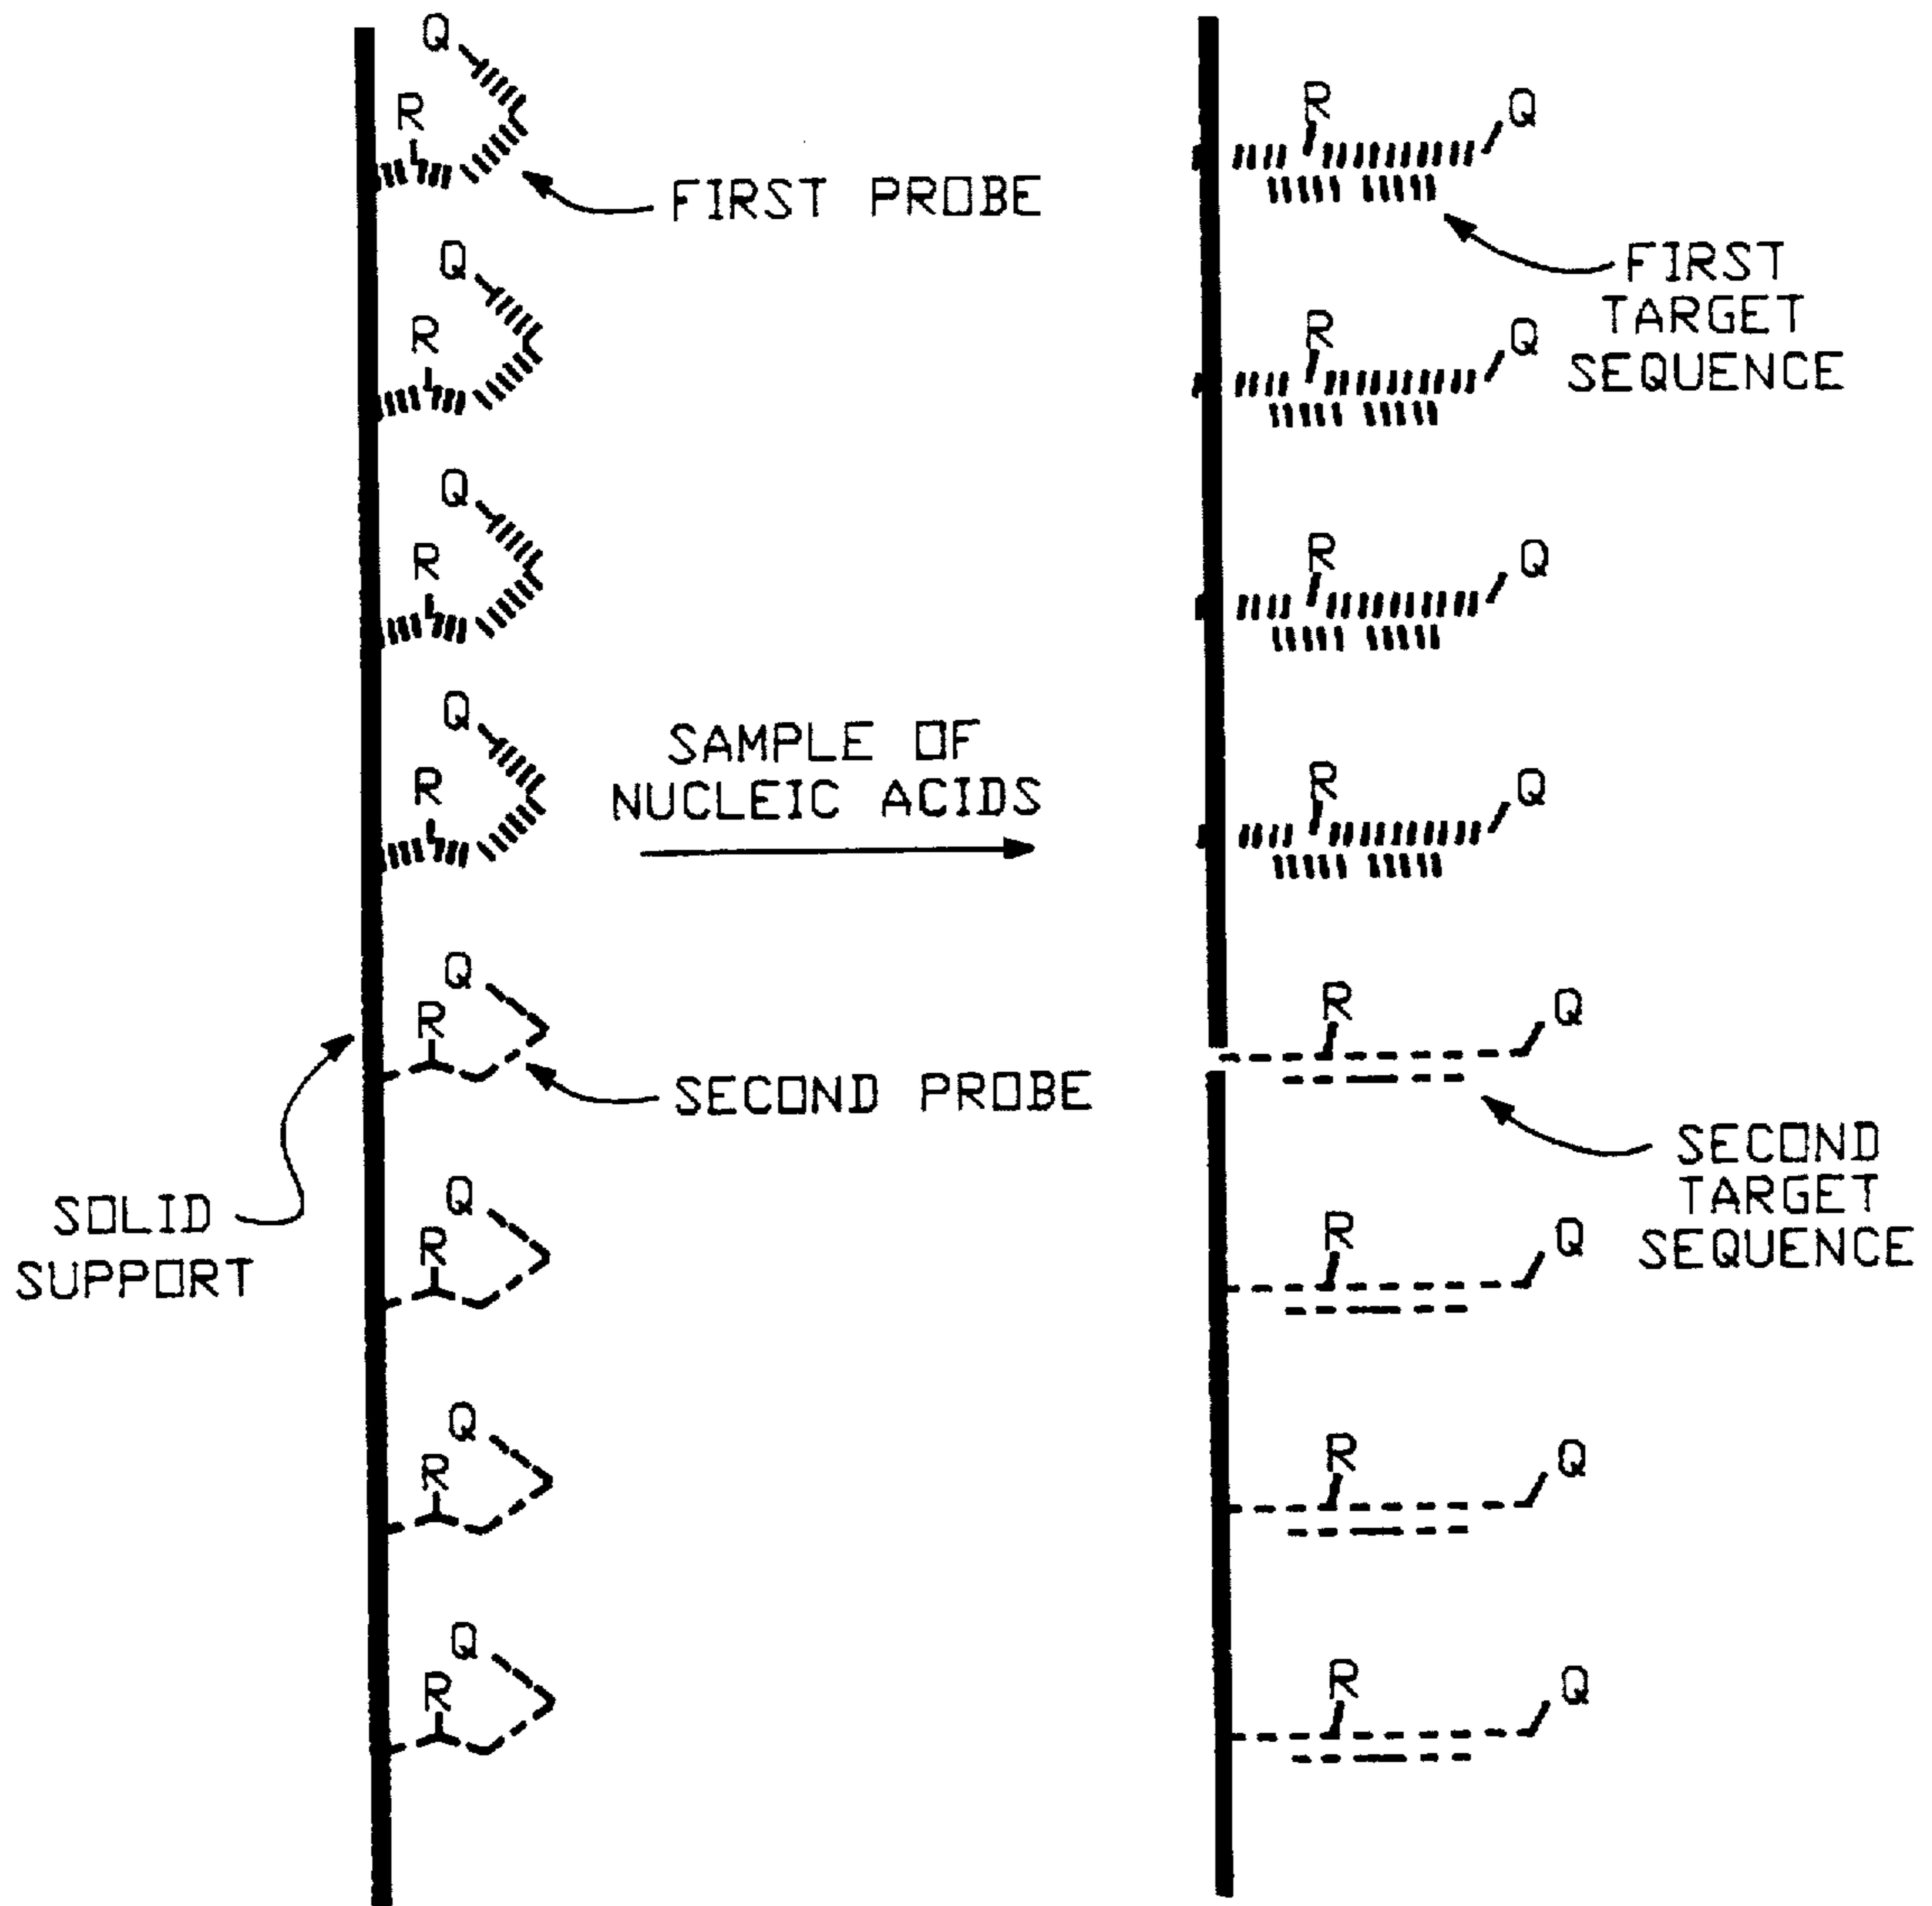 Q
R
FIRST PROBE
Q
R
Q
R
Q
R
SAMPLE OF
NUCLEIC ACIDS
Q
R
SECOND PROBE
SOLID
SUPPORT
Q
R
Q
R
Q
R
R
Q
FIRST
TARGET
SEQUENCE
R
Q
R
Q
R
Q
R
Q
SECOND
TARGET
SEQUENCE
R
Q
R
Q
R
Q